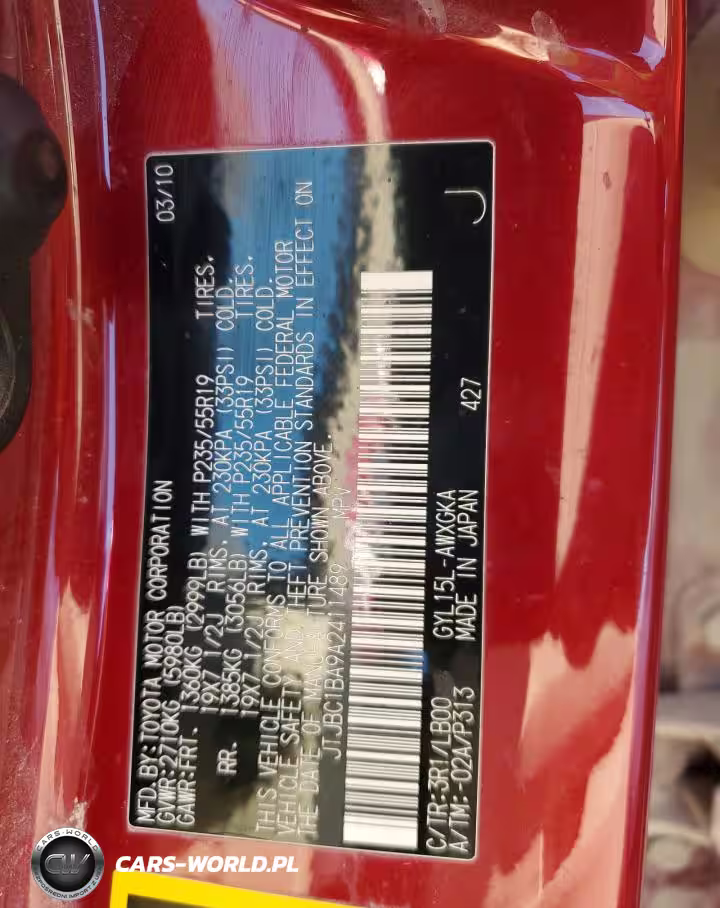 MFD. BY: TOYOTA MOTOR CORPORATION 03/10
GVWR: 2710KG (5980LB)
GAWR: FRT. 1360KG (2999LB) WITH P235/55R19 TIRES,
19X7 1/2J RIMS, AT 230KPA (33PSI) COLD.
RR. 1385KG (3056LB) WITH P235/55R19 TIRES,
19X7 1/2J RIMS, AT 230KPA (33PSI) COLD.
THIS VEHICLE CONFORMS TO ALL APPLICABLE FEDERAL MOTOR
VEHICLE SAFETY AND THEFT PREVENTION STANDARDS IN EFFECT ON
THE DATE OF MANUFACTURE SHOWN ABOVE.
JTJBC1BA9A2411489 MPV
C/TR: 3R1/LB00 GYL15L-AWXGKA
A/TM: -02A/P313 MADE IN JAPAN 427 J
CARS-WORLD
CW
CARS-WORLD.PL